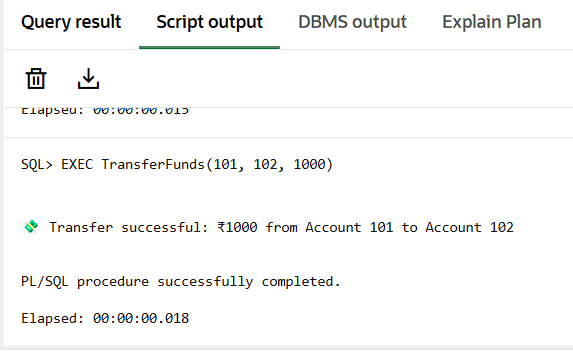 Query result Script output DBMS output Explain Plan
Elapsed: 00:00:00.015
SQL> EXEC TransferFunds(101, 102, 1000)
💸 Transfer successful: ₹1000 from Account 101 to Account 102
PL/SQL procedure successfully completed.
Elapsed: 00:00:00.018